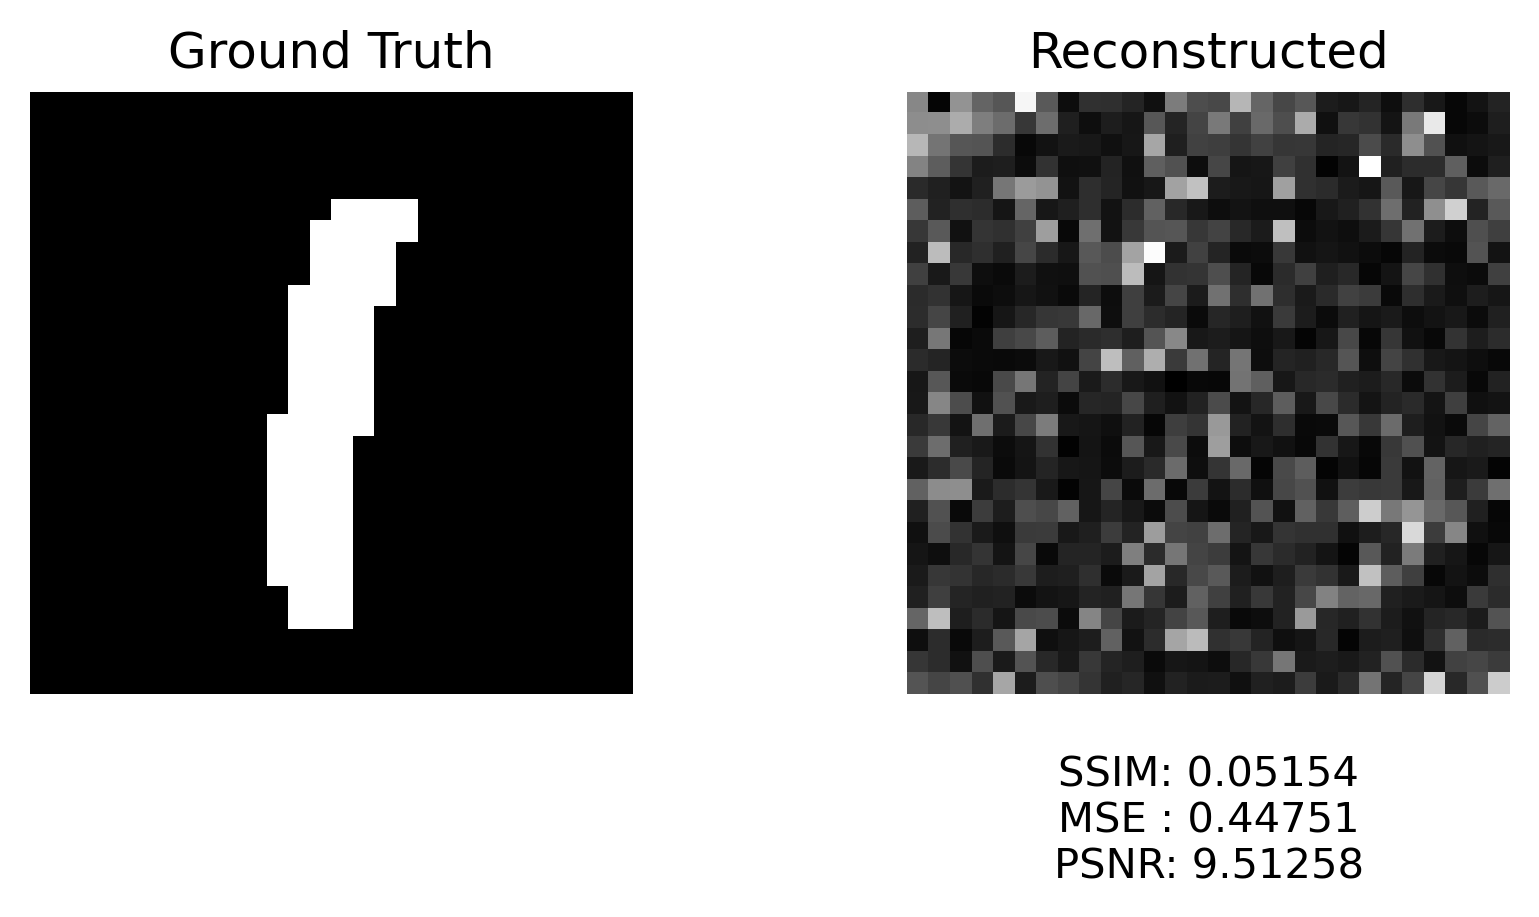 Ground Truth
Reconstructed
SSIM: 0.05154
MSE : 0.44751
PSNR: 9.51258